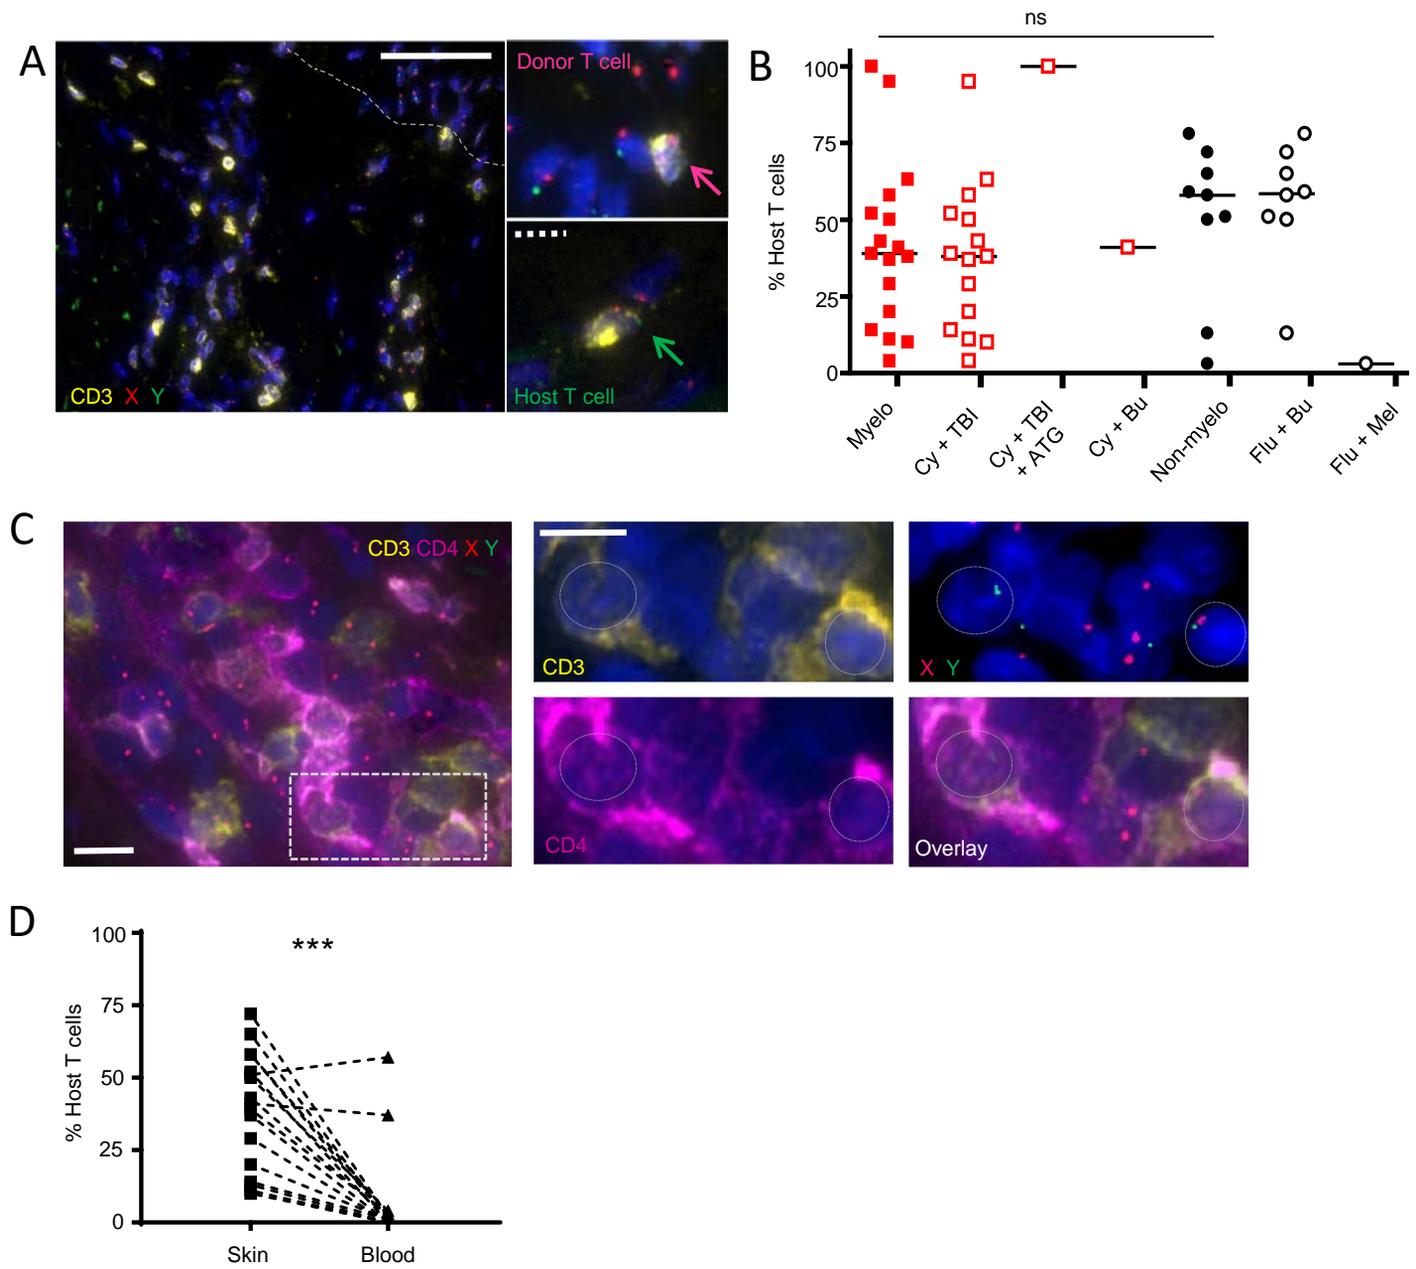 A
Donor T cell
CD3 X Y
Host T cell
B
ns
% Host T cells
100
75
50
25
0
Myelo
Cy + TBI
Cy + TBI
+ ATG
Cy + Bu
Non-myelo
Flu + Bu
Flu + Mel
C
CD3 CD4 X Y
CD3
X Y
CD4
Overlay
D
***
% Host T cells
100
75
50
25
0
Skin
Blood